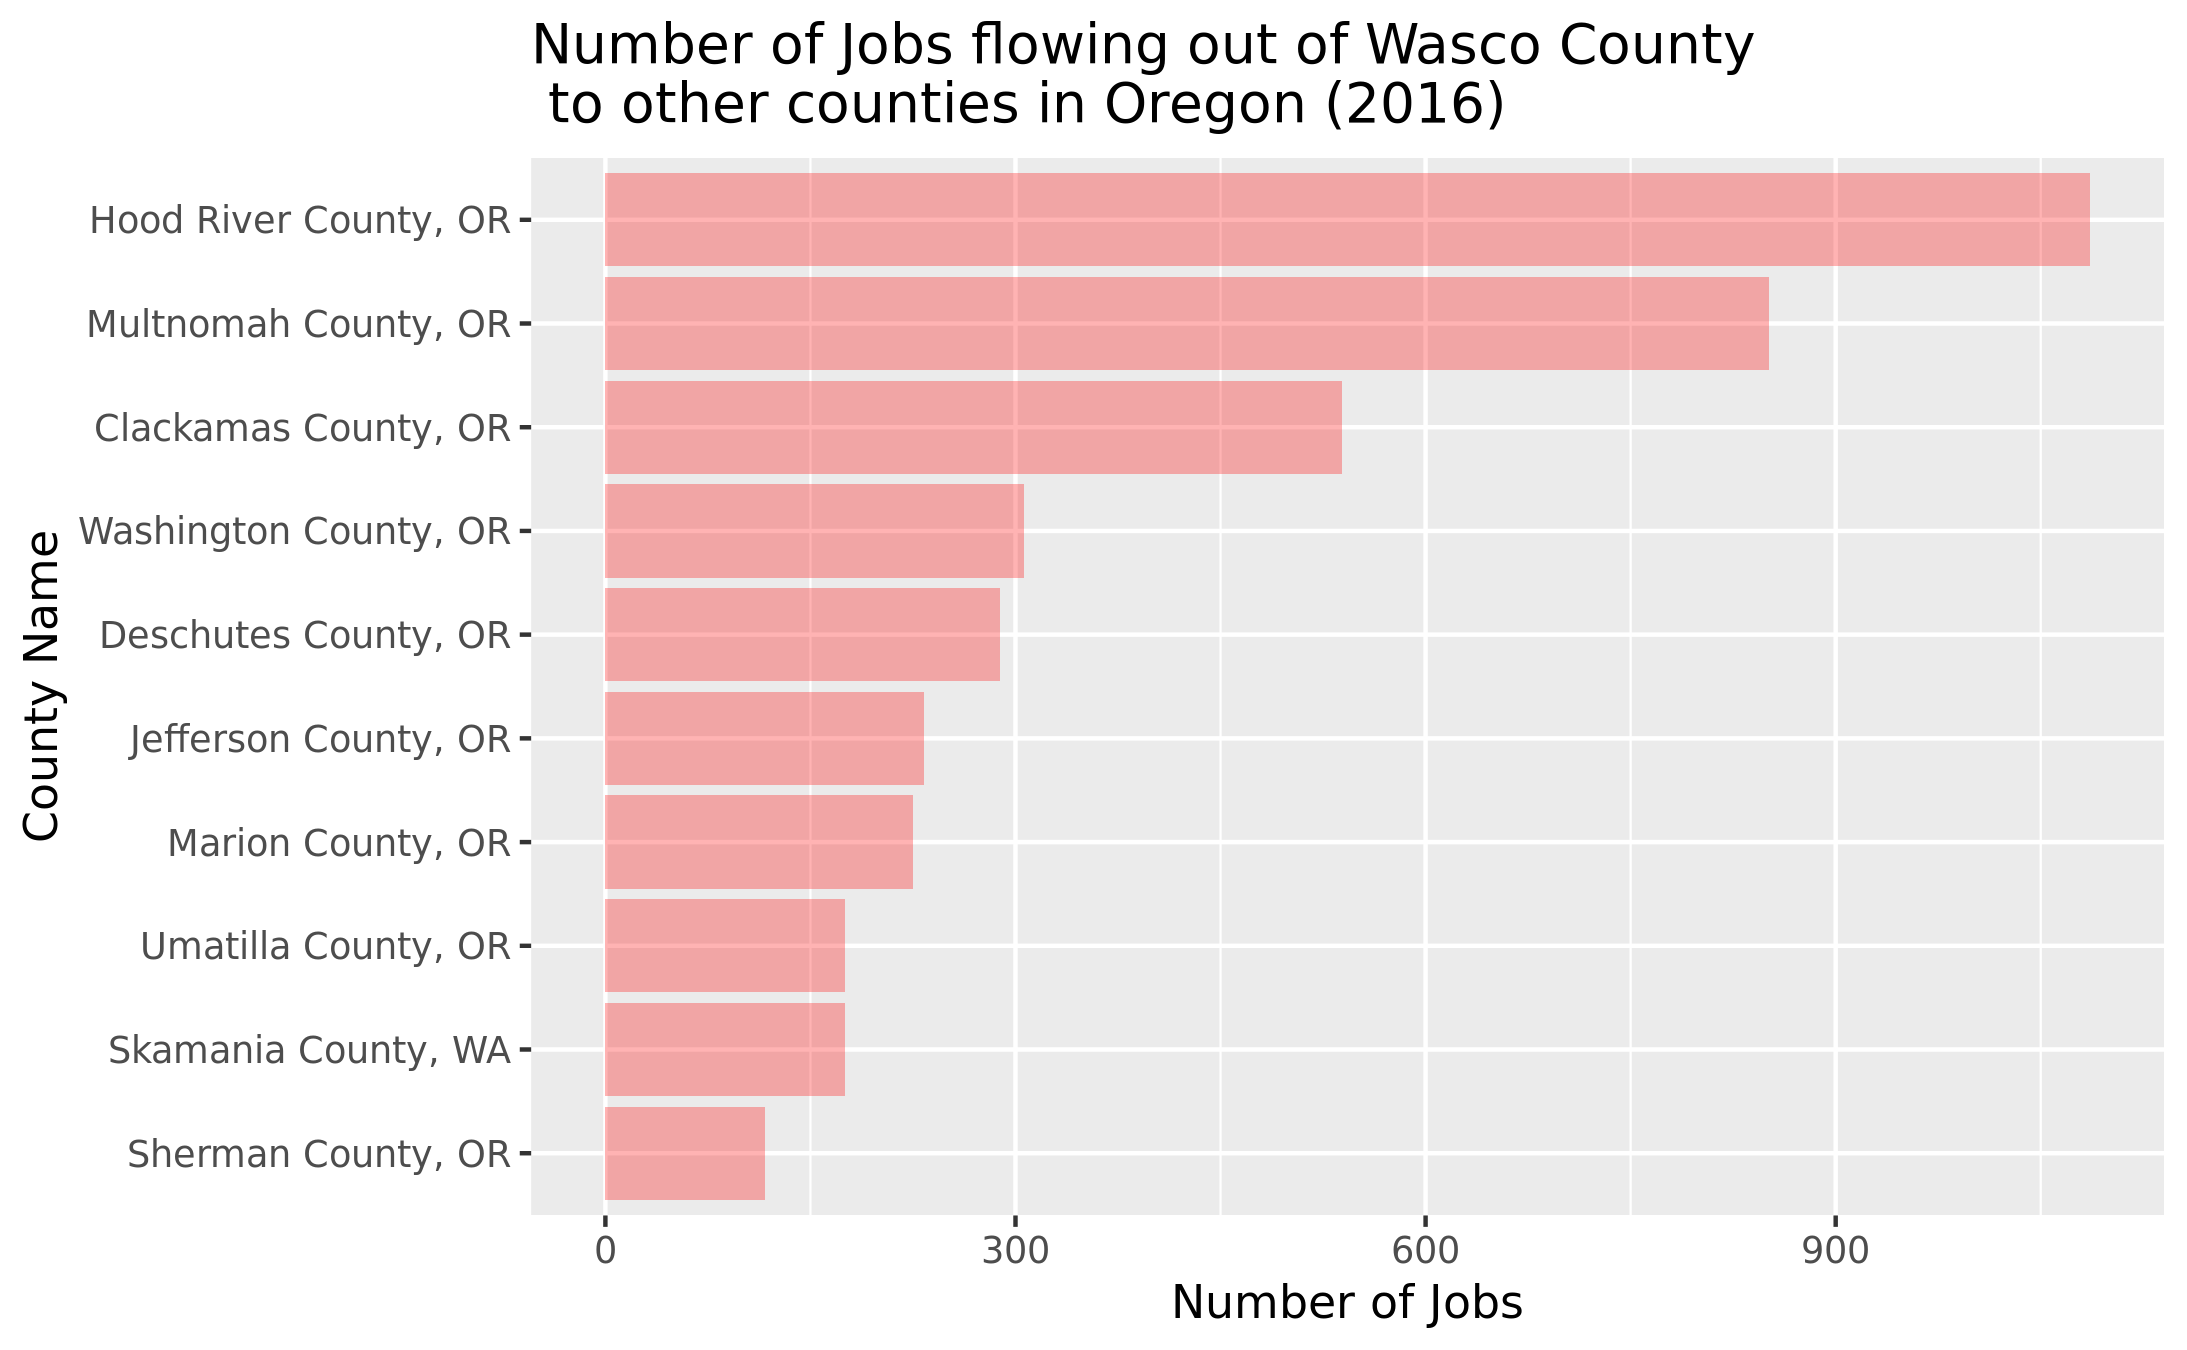 Number of Jobs flowing out of Wasco County
to other counties in Oregon (2016)
County Name
Hood River County, OR
Multnomah County, OR
Clackamas County, OR
Washington County, OR
Deschutes County, OR
Jefferson County, OR
Marion County, OR
Umatilla County, OR
Skamania County, WA
Sherman County, OR
0 300 600 900
Number of Jobs